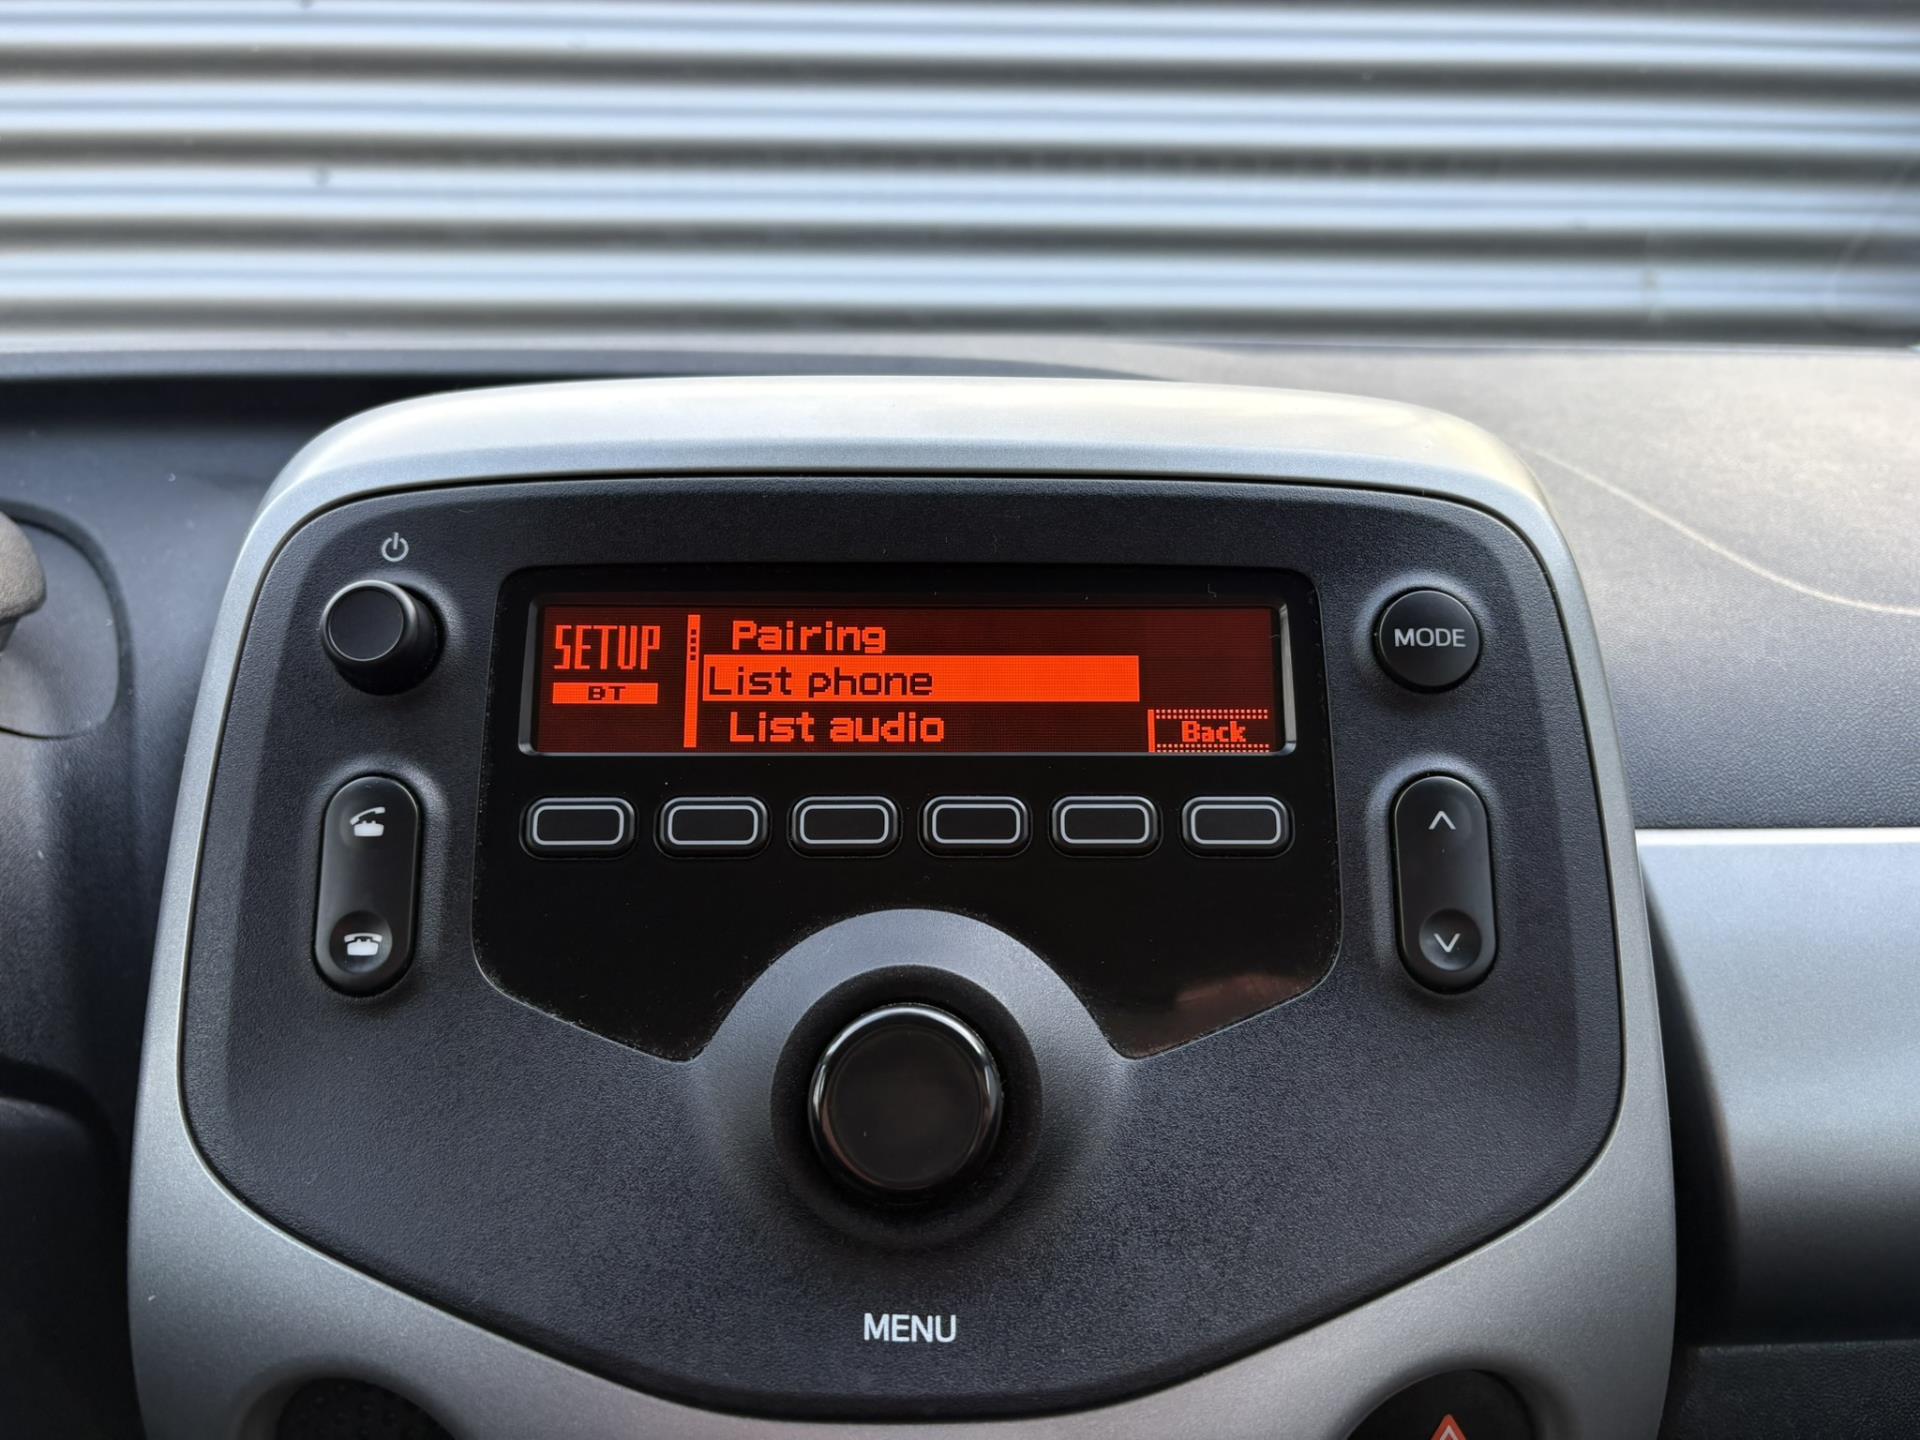 SETUP
BT
Pairing
List phone
List audio
Back
MODE
MENU